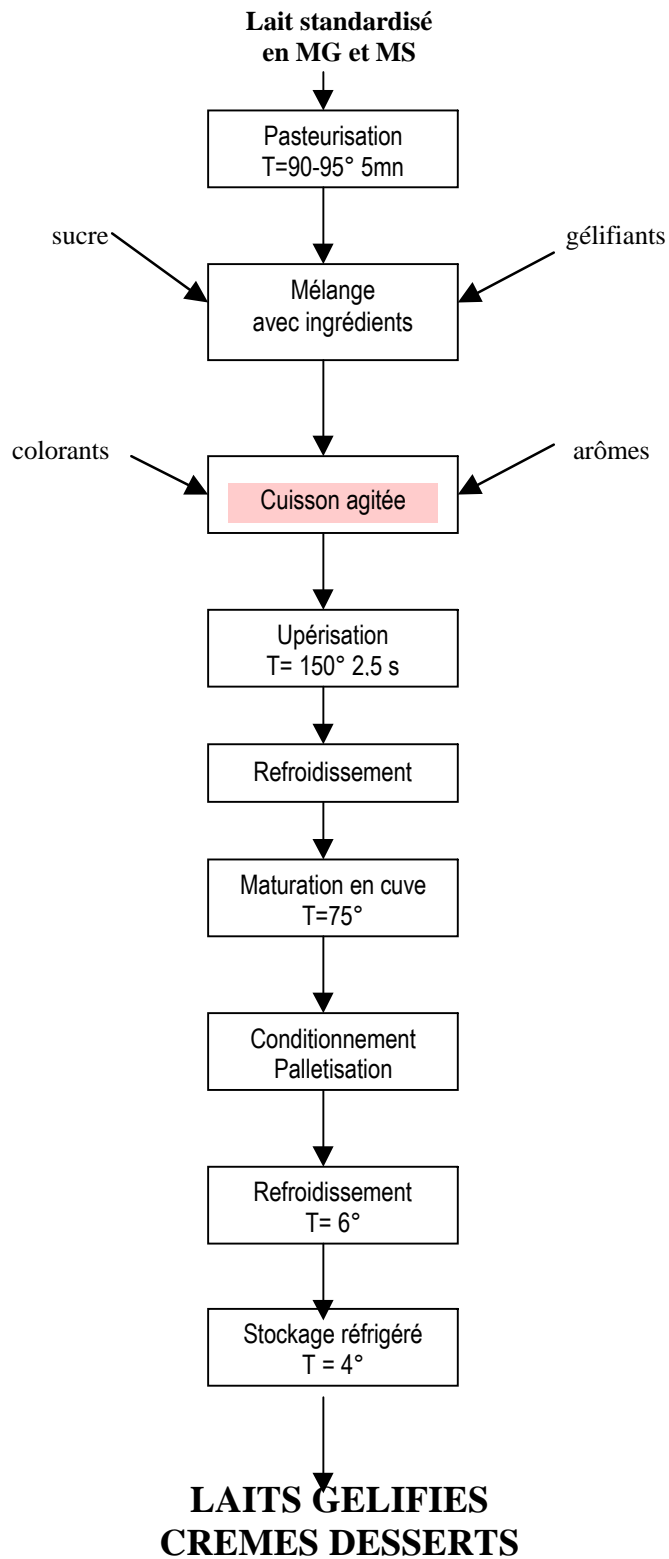 Lait standardisé
en MG et MS
Pasteurisation
T=90-95° 5mn
sucre
gélifiants
Mélange
avec ingrédients
colorants
arômes
Cuisson agitée
Upérisation
T= 150° 2,5 s
Refroidissement
Maturation en cuve
T=75°
Conditionnement
Palletisation
Refroidissement
T= 6°
Stockage réfrigéré
T = 4°
LAITS GELIFIES
CREMES DESSERTS